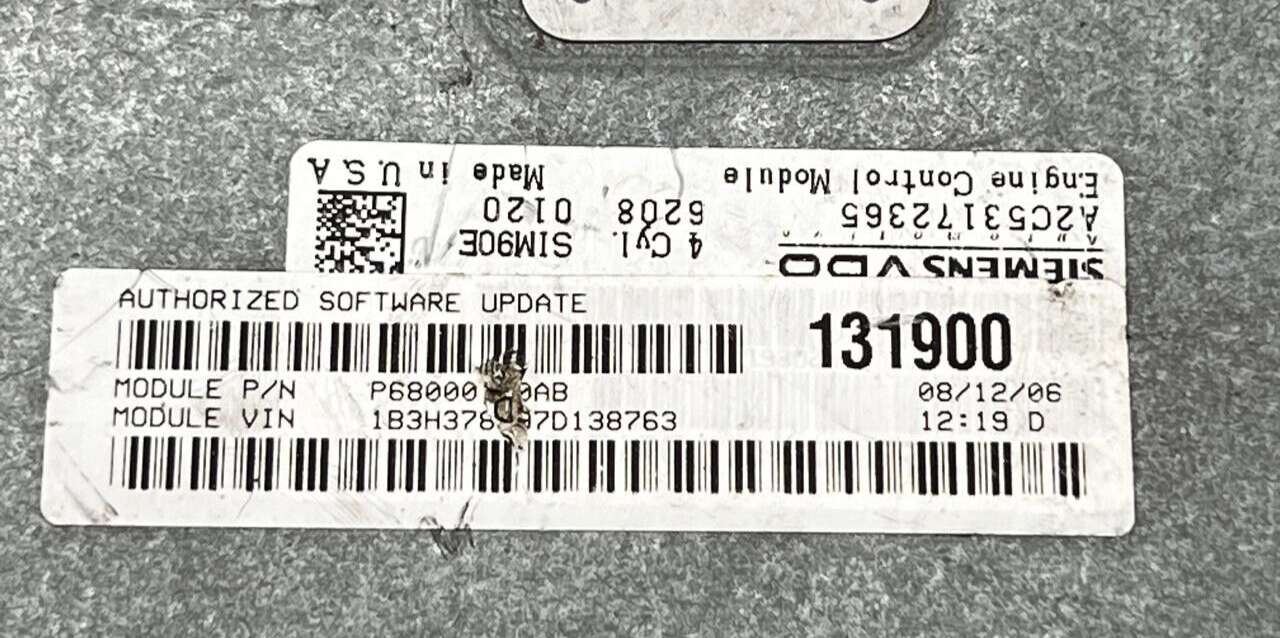 Engine Control Module Made in U.S.A
A2C53172365 6208 0120
4 Cyl. SIM90E
SIEMENS VDO
AUTHORIZED SOFTWARE UPDATE
131900
MODULE P/N
08/12/06
MODULE VIN
12:19 D